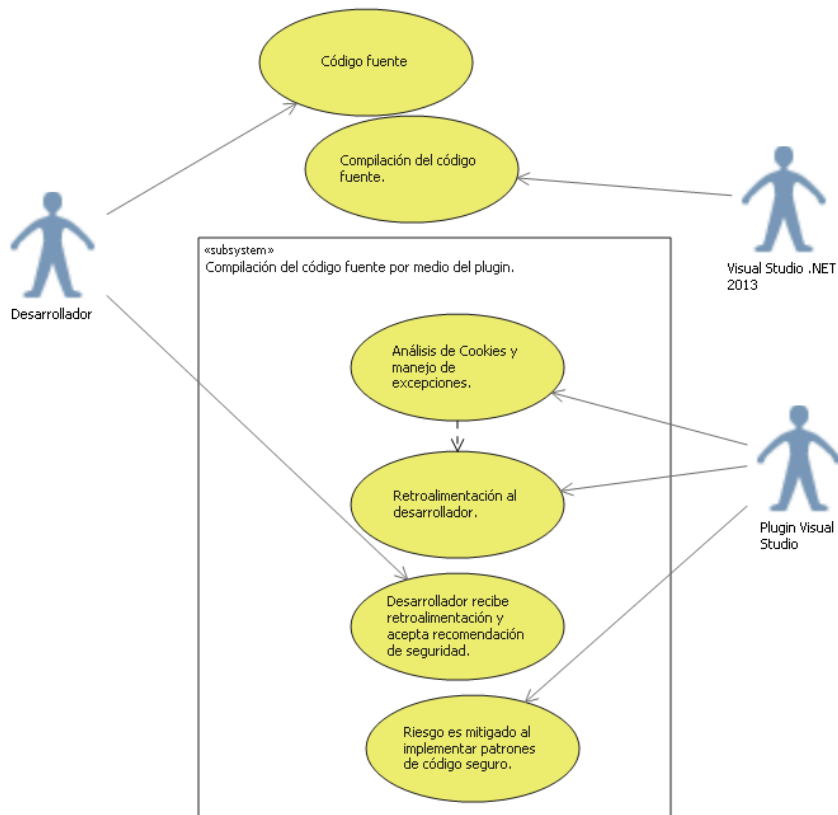 Código fuente
Compilación del código
fuente.
Visual Studio .NET
2013
Desarrollador
«subsystem»
Compilación del código fuente por medio del plugin.
Análisis de Cookies y
manejo de
excepciones.
Retroalimentación al
desarrollador.
Plugin Visual
Studio
Desarrollador recibe
retroalimentación y
acepta recomendación
de seguridad.
Riesgo es mitigado al
implementar patrones
de código seguro.